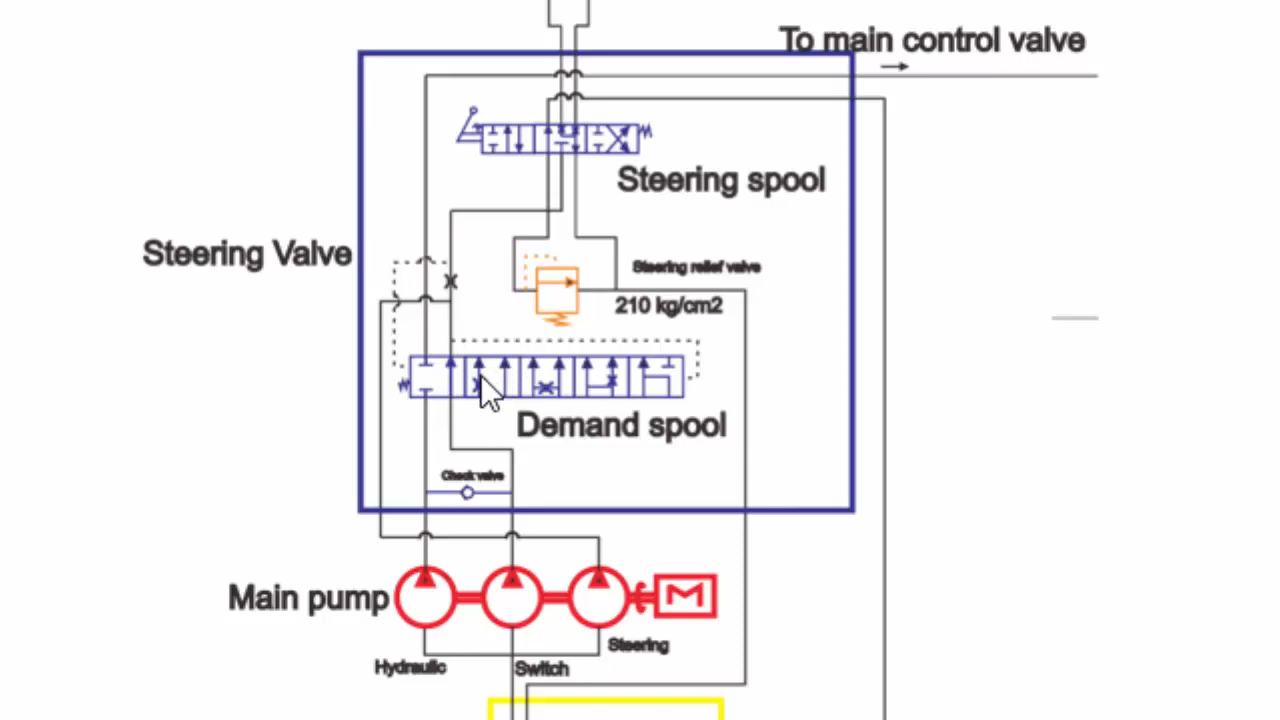 To main control valve
Steering spool
Steering Valve
Steering relief valve
210 kg/cm2
Demand spool
Check valve
Main pump
M
Steering
Hydraulic
Switch